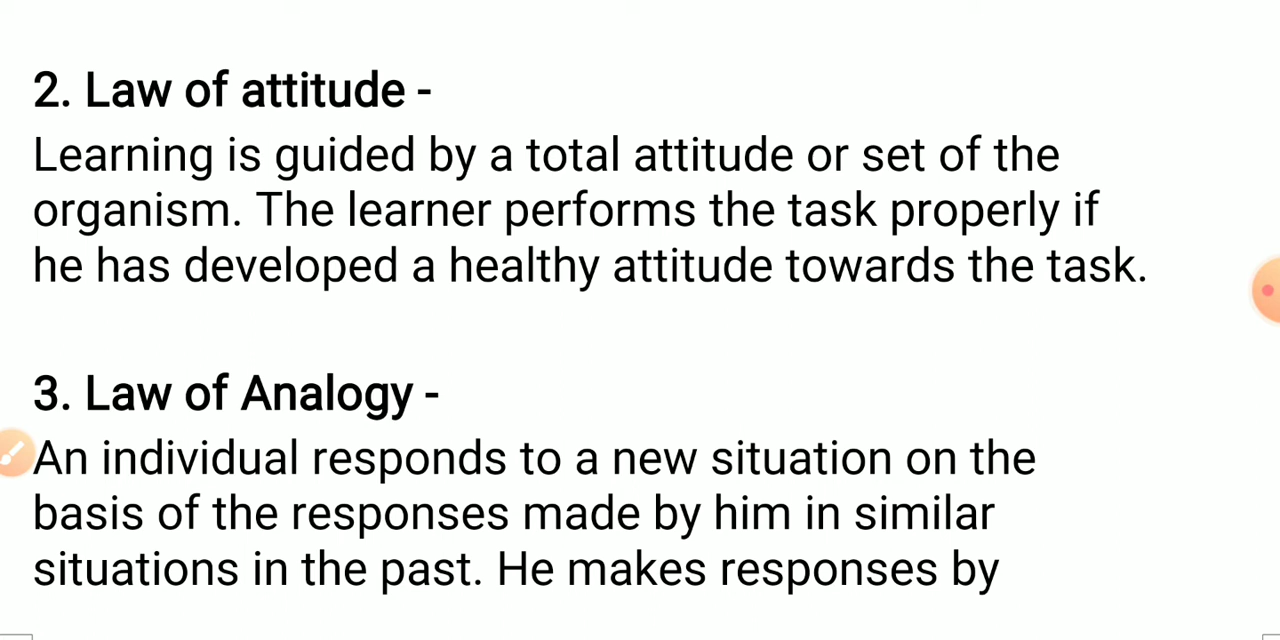 2. Law of attitude -
Learning is guided by a total attitude or set of the
organism. The learner performs the task properly if
he has developed a healthy attitude towards the task.
3. Law of Analogy -
An individual responds to a new situation on the
basis of the responses made by him in similar
situations in the past. He makes responses by